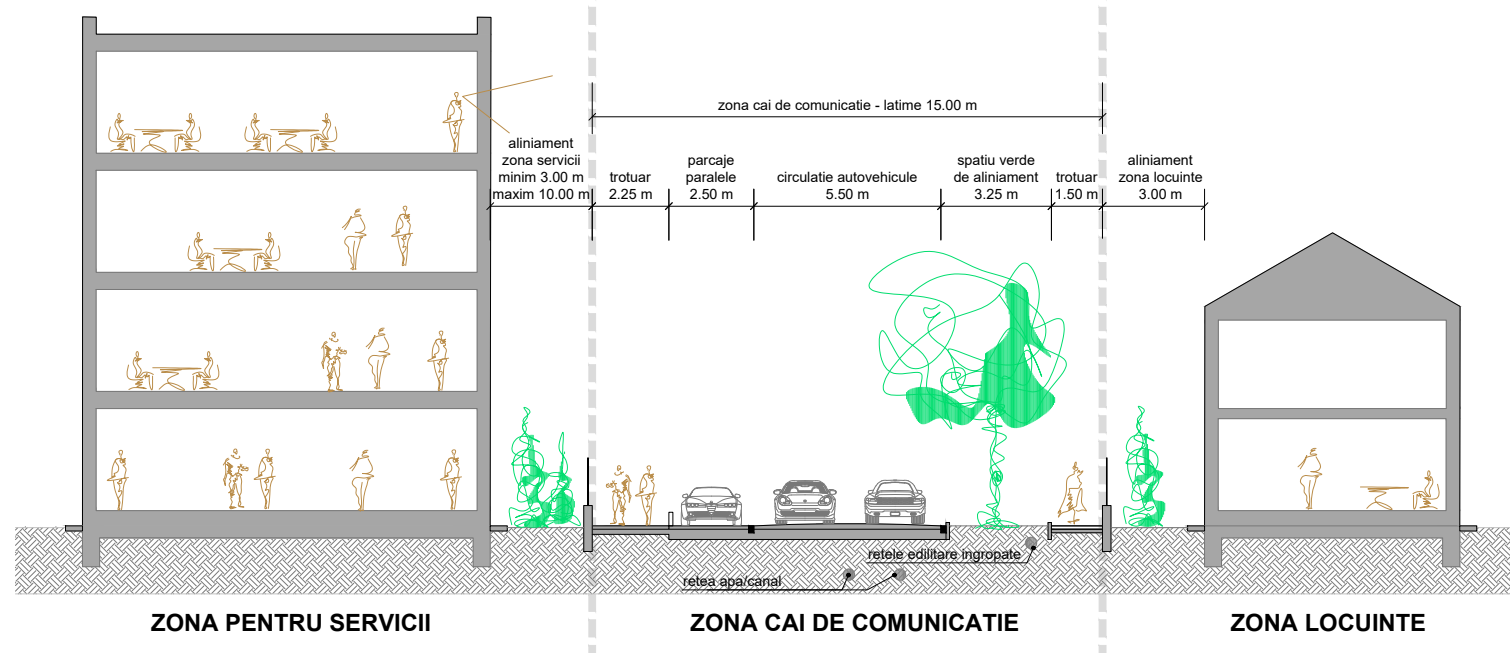 zona cai de comunicatie - latime 15.00 m
aliniament
zona servicii
minim 3.00 m
maxim 10.00 m
trotuar
2.25 m
parcaje
paralele
2.50 m
circulatie autovehicule
5.50 m
spatiu verde
de aliniament
3.25 m
trotuar
1.50 m
aliniament
zona locuinte
3.00 m
retele edilitare ingropate
retea apa/canal
ZONA PENTRU SERVICII
ZONA CAI DE COMUNICATIE
ZONA LOCUINTE